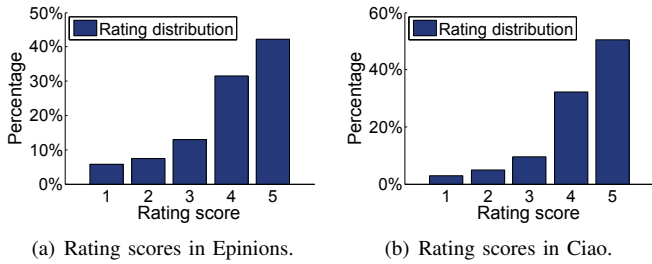 50%
40%
30%
20%
10%
0%
Percentage
Rating distribution
1 2 3 4 5
Rating score
(a) Rating scores in Epinions.
60%
40%
20%
0%
Percentage
Rating distribution
1 2 3 4 5
Rating score
(b) Rating scores in Ciao.